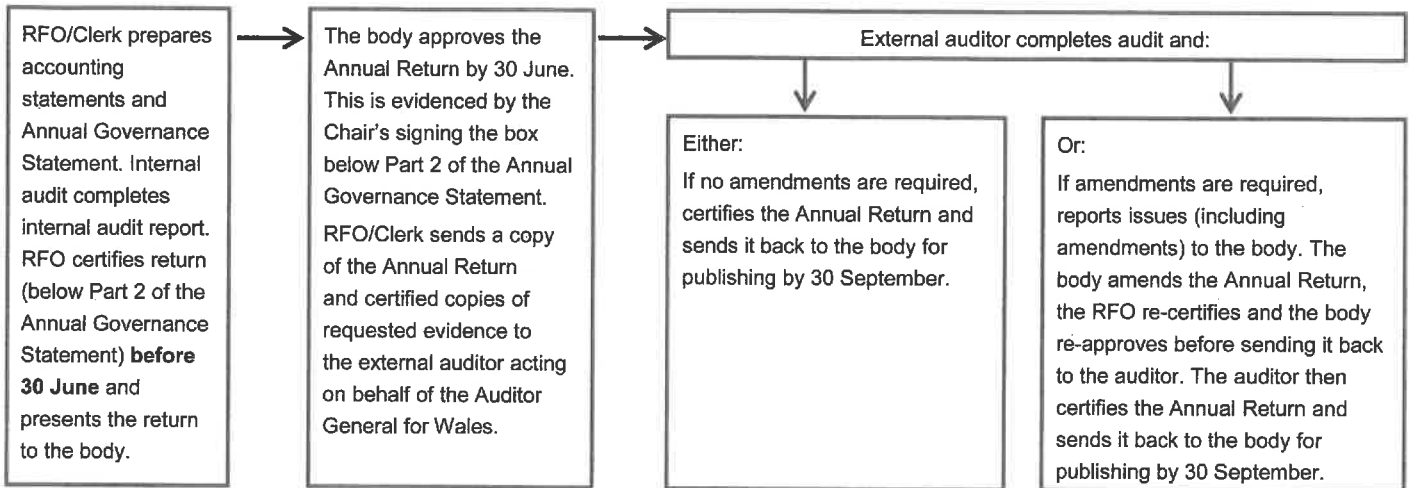 RFO/Clerk prepares
accounting
statements and
Annual Governance
Statement. Internal
audit completes
internal audit report.
RFO certifies return
(below Part 2 of the
Annual Governance
Statement) before
30 June and
presents the return
to the body.
The body approves the
Annual Return by 30 June.
This is evidenced by the
Chair's signing the box
below Part 2 of the Annual
Governance Statement.
RFO/Clerk sends a copy
of the Annual Return
and certified copies of
requested evidence to
the external auditor acting
on behalf of the Auditor
General for Wales.
External auditor completes audit and:
Either:
If no amendments are required,
certifies the Annual Return and
sends it back to the body for
publishing by 30 September.
Or:
If amendments are required,
reports issues (including
amendments) to the body. The
body amends the Annual Return,
the RFO re-certifies and the body
re-approves before sending it back
to the auditor. The auditor then
certifies the Annual Return and
sends it back to the body for
publishing by 30 September.